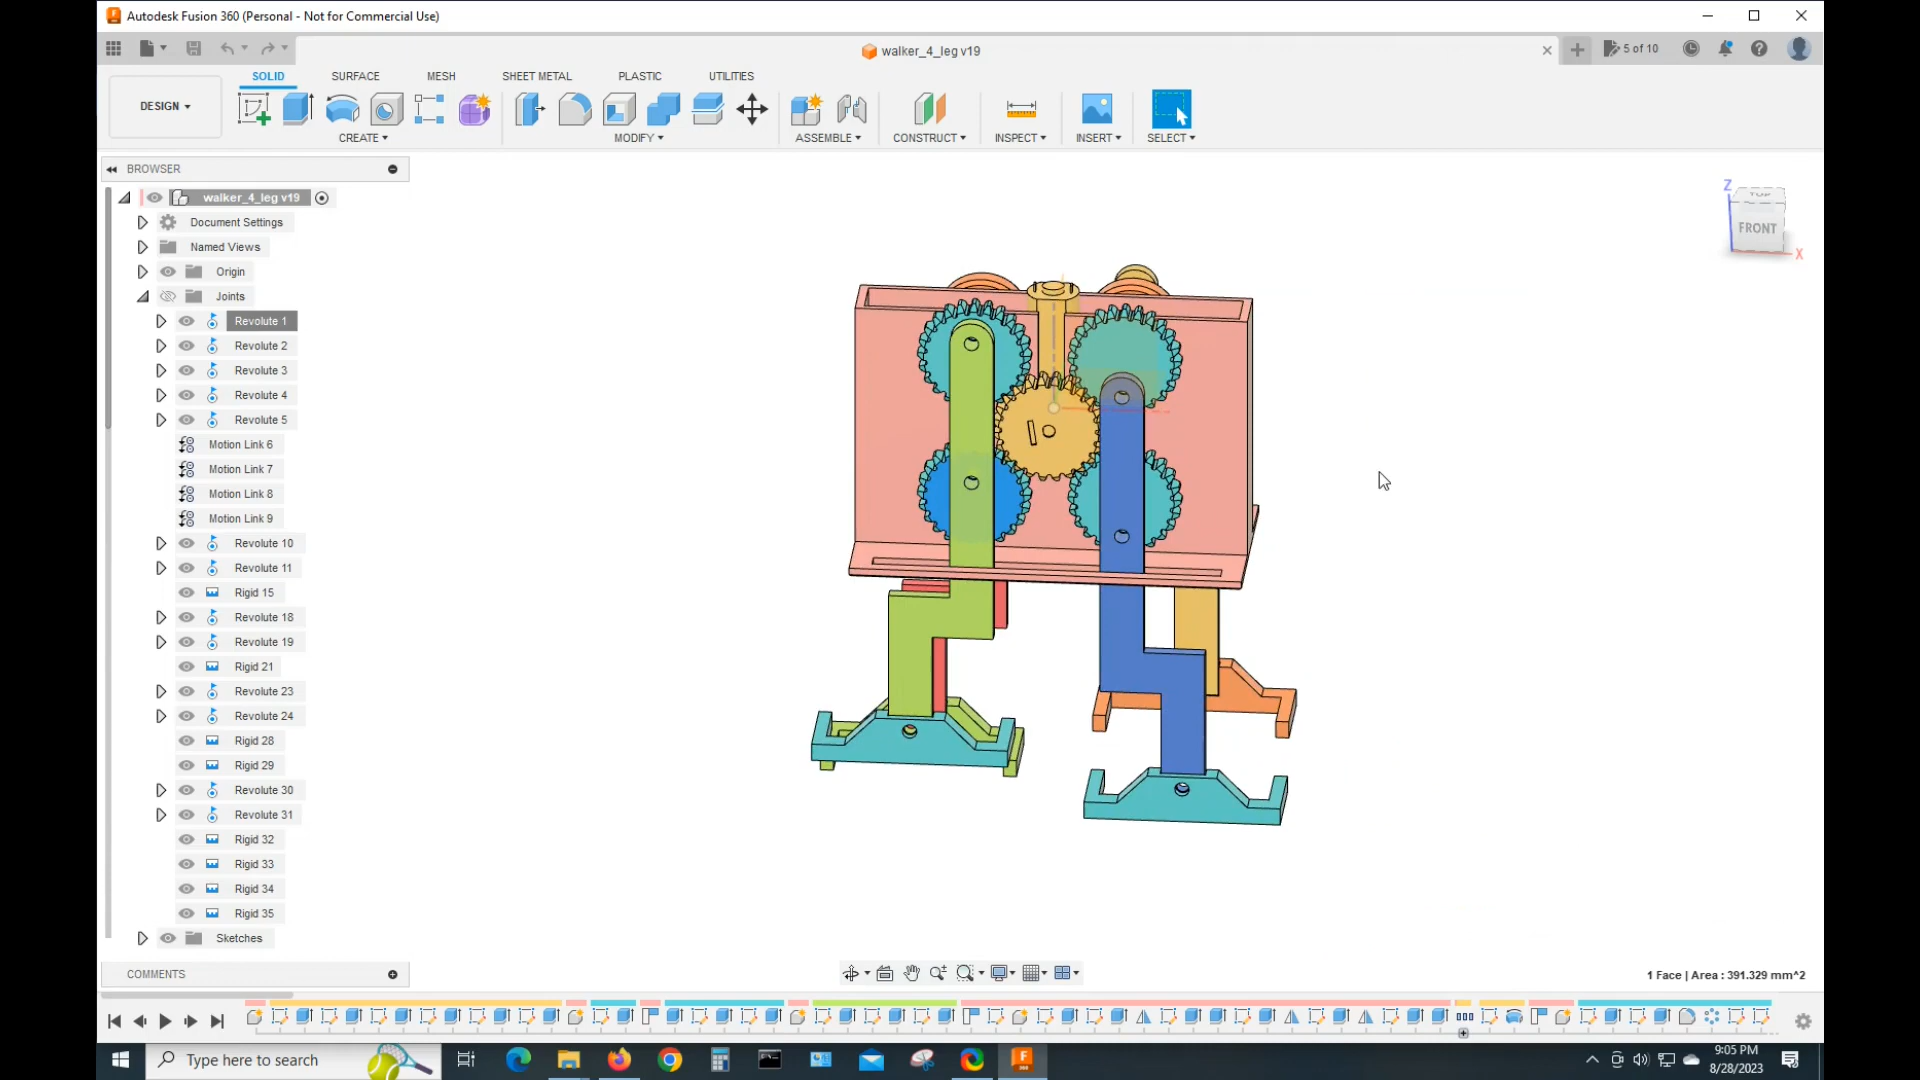 Autodesk Fusion 360 (Personal - Not for Commercial Use)
walker_4_leg v19
5 of 10
DESIGN
SOLID
SURFACE
MESH
SHEET METAL
PLASTIC
UTILITIES
CREATE
MODIFY
ASSEMBLE
CONSTRUCT
INSPECT
INSERT
SELECT
BROWSER
walker_4_leg v19
Document Settings
Named Views
Origin
Joints
Revolute 1
Revolute 2
Revolute 3
Revolute 4
Revolute 5
Motion Link 6
Motion Link 7
Motion Link 8
Motion Link 9
Revolute 10
Revolute 11
Rigid 15
Revolute 18
Revolute 19
Rigid 21
Revolute 23
Revolute 24
Rigid 28
Rigid 29
Revolute 30
Revolute 31
Rigid 32
Rigid 33
Rigid 34
Rigid 35
Sketches
COMMENTS
Z
TOP
FRONT
X
1 Face | Area : 391.329 mm^2
Type here to search
9:05 PM
8/28/2023